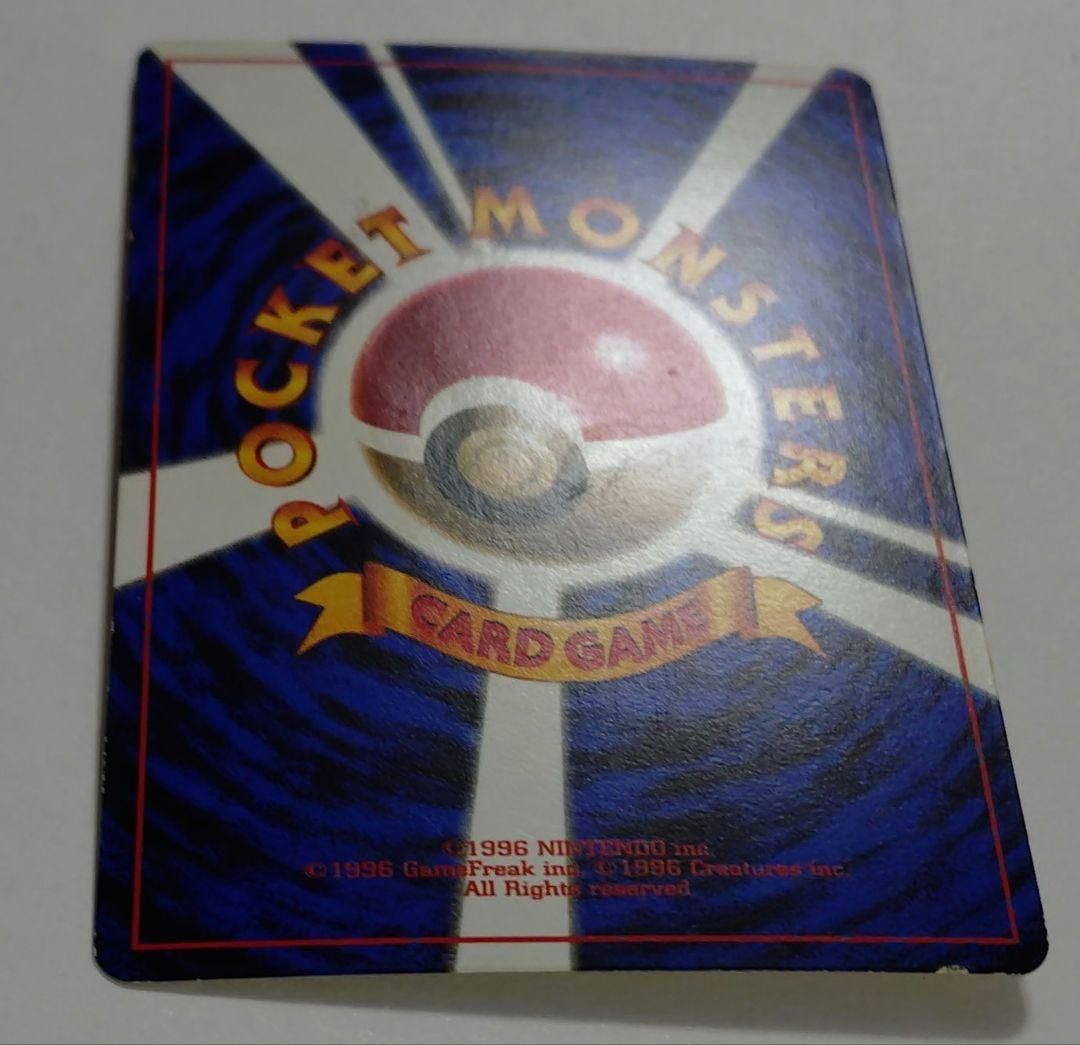 POCKET MONSTERS
CARD GAME
©1996 NINTENDO inc.
©1996 GameFreak inc. ©1996 Creatures inc.
All Rights reserved